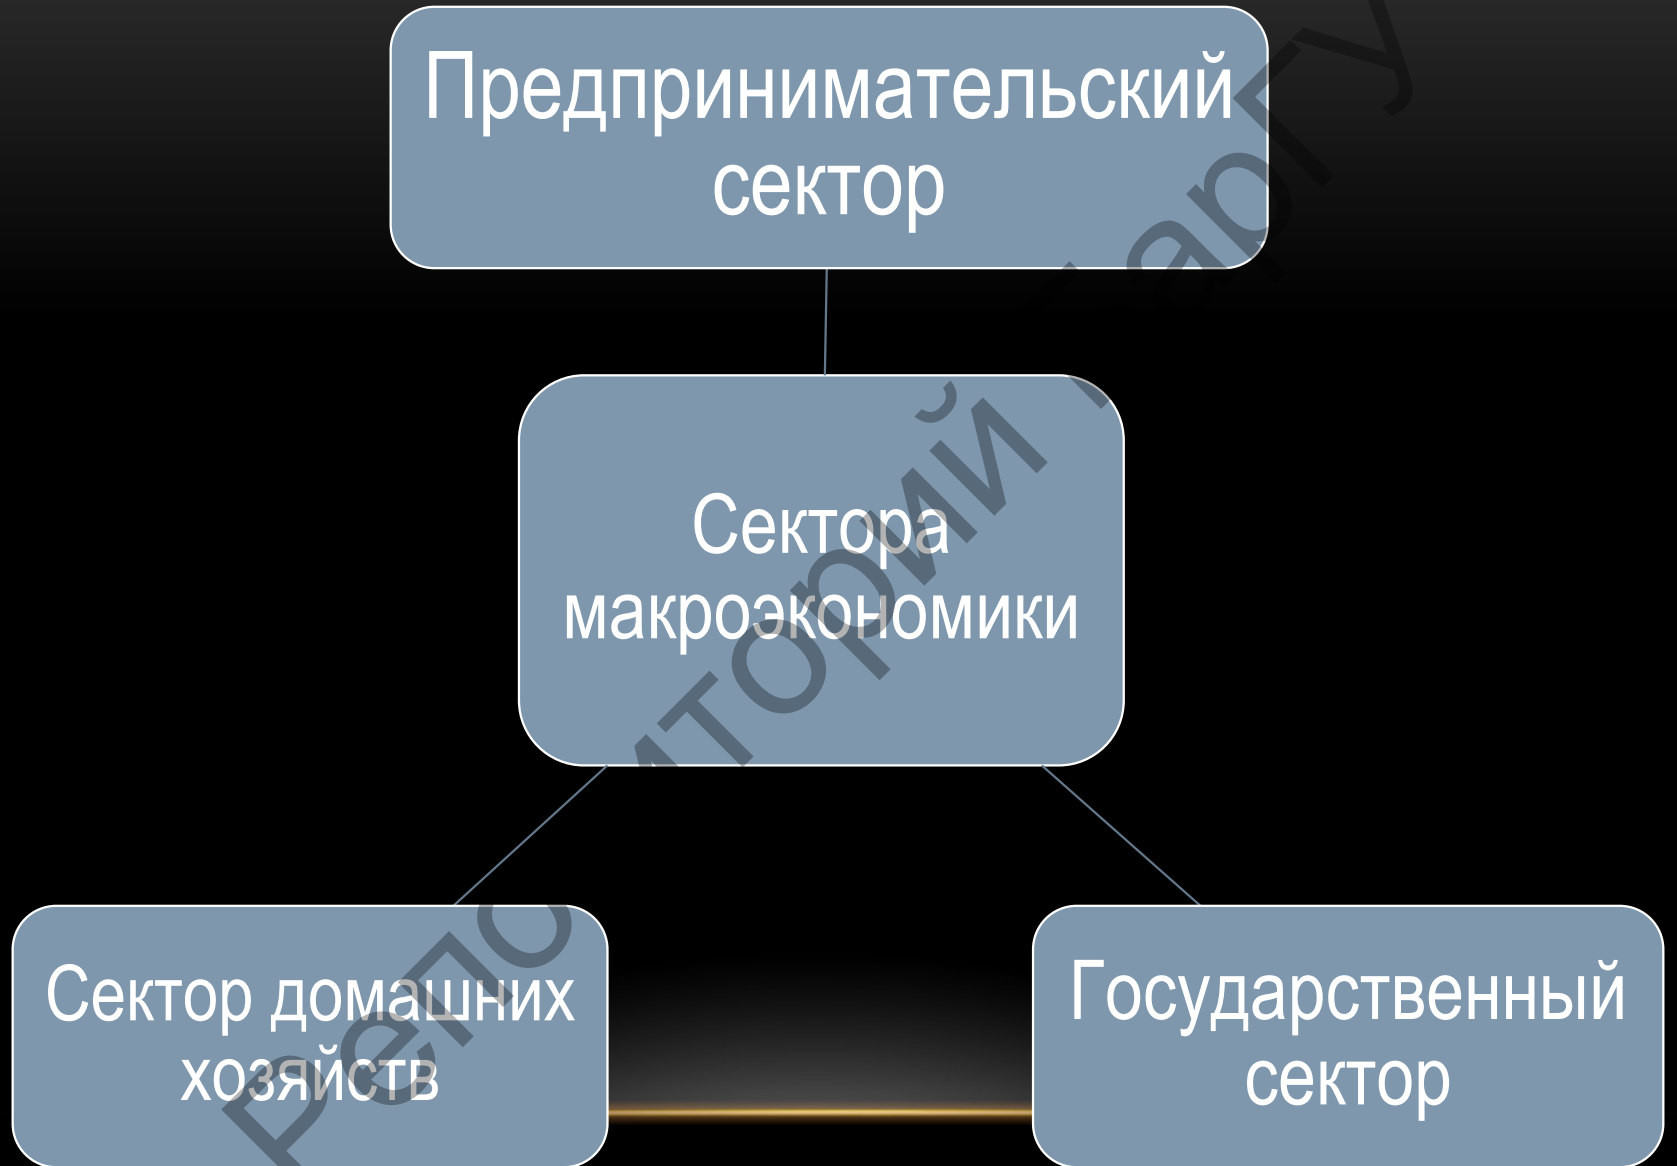 Предпринимательский
сектор
Сектора
макроэкономики
Сектор домашних
хозяйств
Государственный
сектор